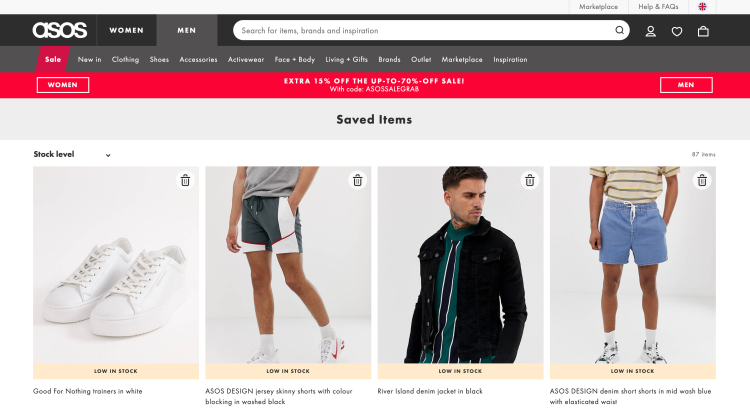 Marketplace Help & FAQs
asos WOMEN MEN Search for items, brands and inspiration
Sale New in Clothing Shoes Accessories Activewear Face + Body Living + Gifts Brands Outlet Marketplace Inspiration
EXTRA 15% OFF THE UP-TO-70%-OFF SALE!
WOMEN With code: ASOSSALEGRAB MEN
Saved Items
Stock level 87 items
LOW IN STOCK LOW IN STOCK LOW IN STOCK LOW IN STOCK
Good For Nothing trainers in white
ASOS DESIGN jersey skinny shorts with colour
blocking in washed black
River Island denim jacket in black
ASOS DESIGN denim short shorts in mid wash blue
with elasticated waist